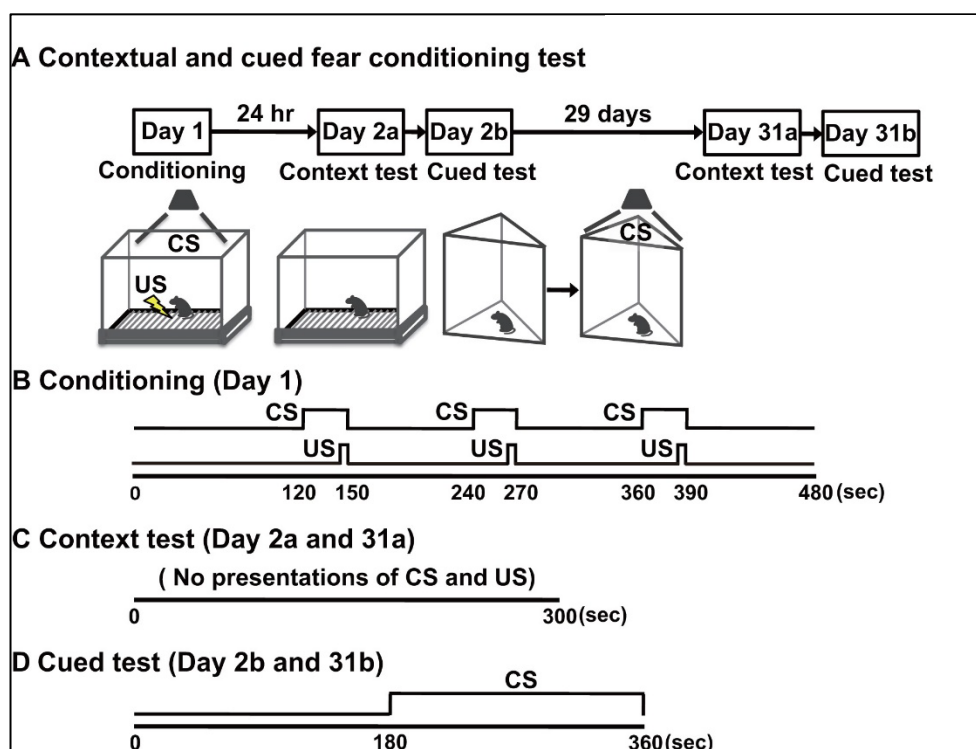 A Contextual and cued fear conditioning test
24 hr
29 days
Day 1
Day 2a
Day 2b
Day 31a
Day 31b
Conditioning
Context test
Cued test
Context test
Cued test
CS
CS
US
B Conditioning (Day 1)
CS
CS
CS
US
US
US
0 120 150 240 270 360 390 480 (sec)
C Context test (Day 2a and 31a)
( No presentations of CS and US)
0 300 (sec)
D Cued test (Day 2b and 31b)
CS
0 180 360 (sec)